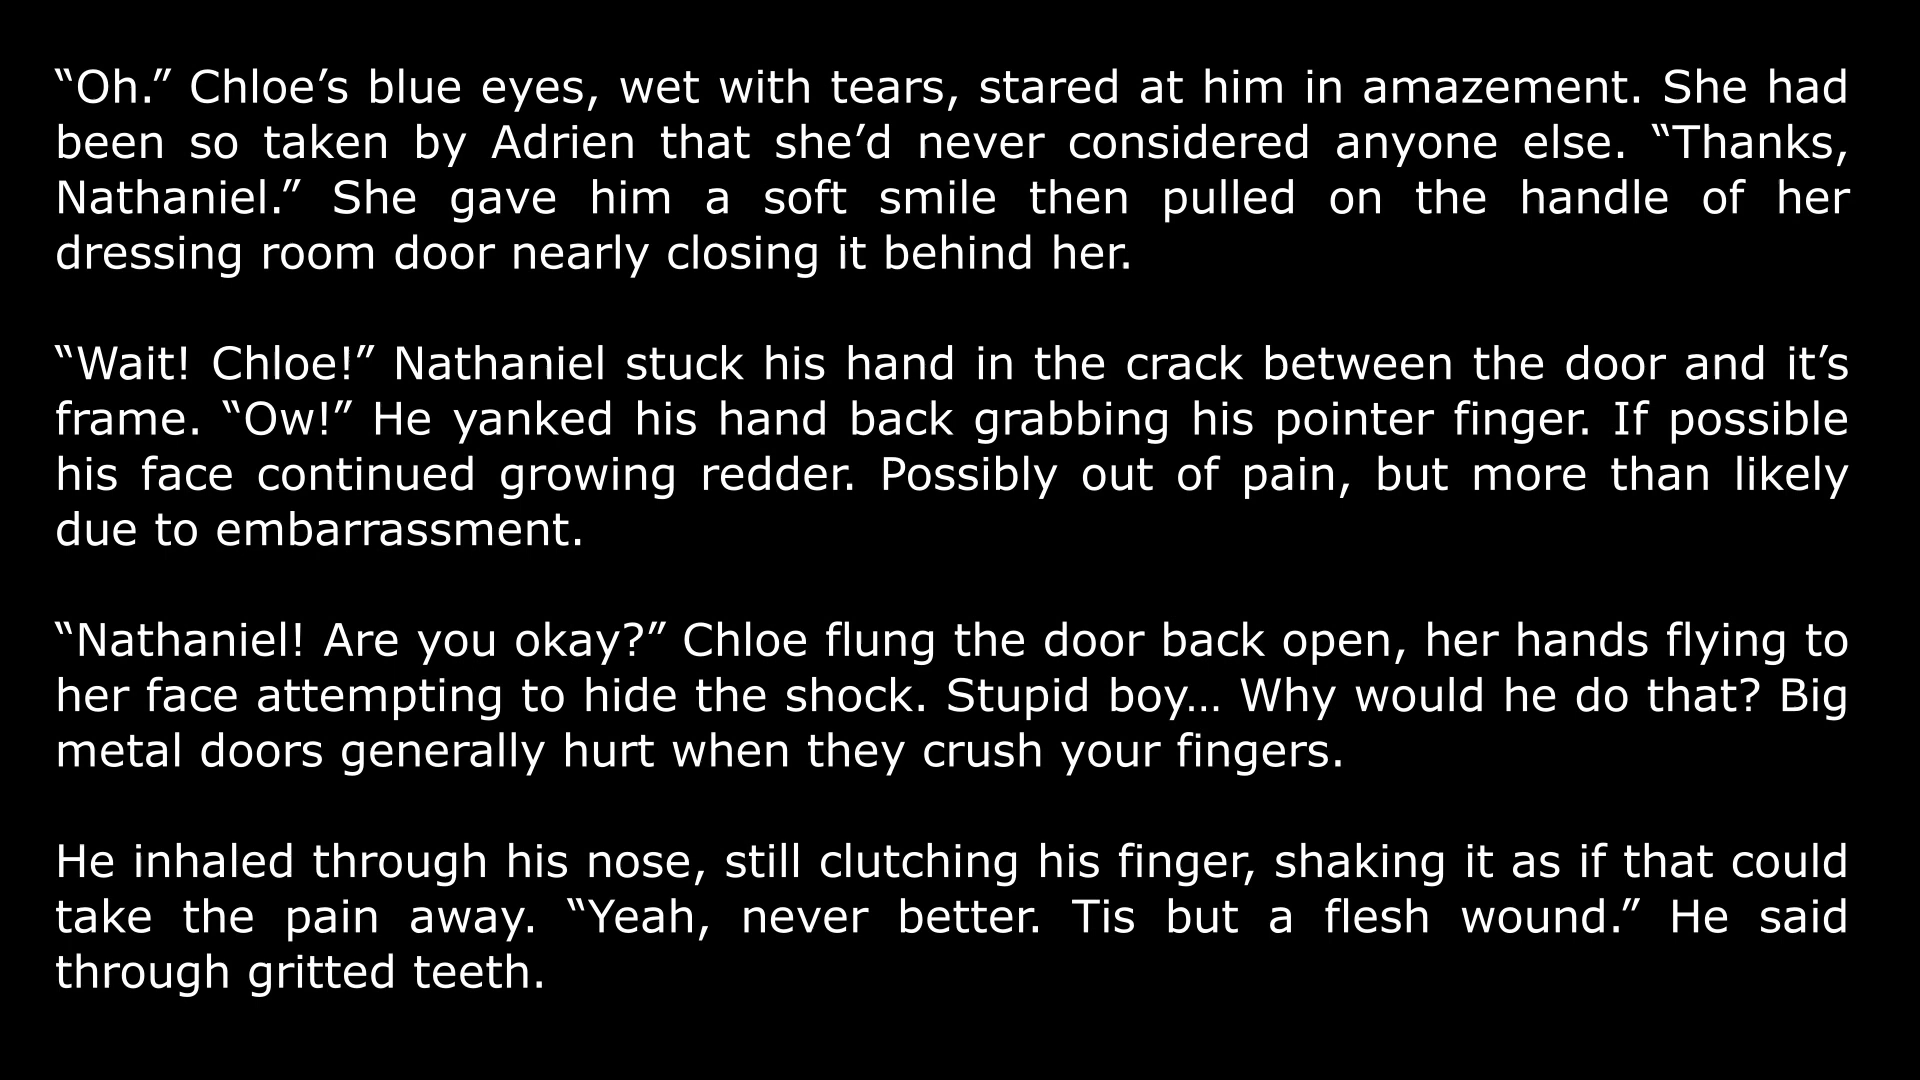 “Oh.” Chloe’s blue eyes, wet with tears, stared at him in amazement. She had
been so taken by Adrien that she’d never considered anyone else. “Thanks,
Nathaniel.” She gave him a soft smile then pulled on the handle of her
dressing room door nearly closing it behind her.
“Wait! Chloe!” Nathaniel stuck his hand in the crack between the door and it’s
frame. “Ow!” He yanked his hand back grabbing his pointer finger. If possible
his face continued growing redder. Possibly out of pain, but more than likely
due to embarrassment.
“Nathaniel! Are you okay?” Chloe flung the door back open, her hands flying to
her face attempting to hide the shock. Stupid boy… Why would he do that? Big
metal doors generally hurt when they crush your fingers.
He inhaled through his nose, still clutching his finger, shaking it as if that could
take the pain away. “Yeah, never better. Tis but a flesh wound.” He said
through gritted teeth.